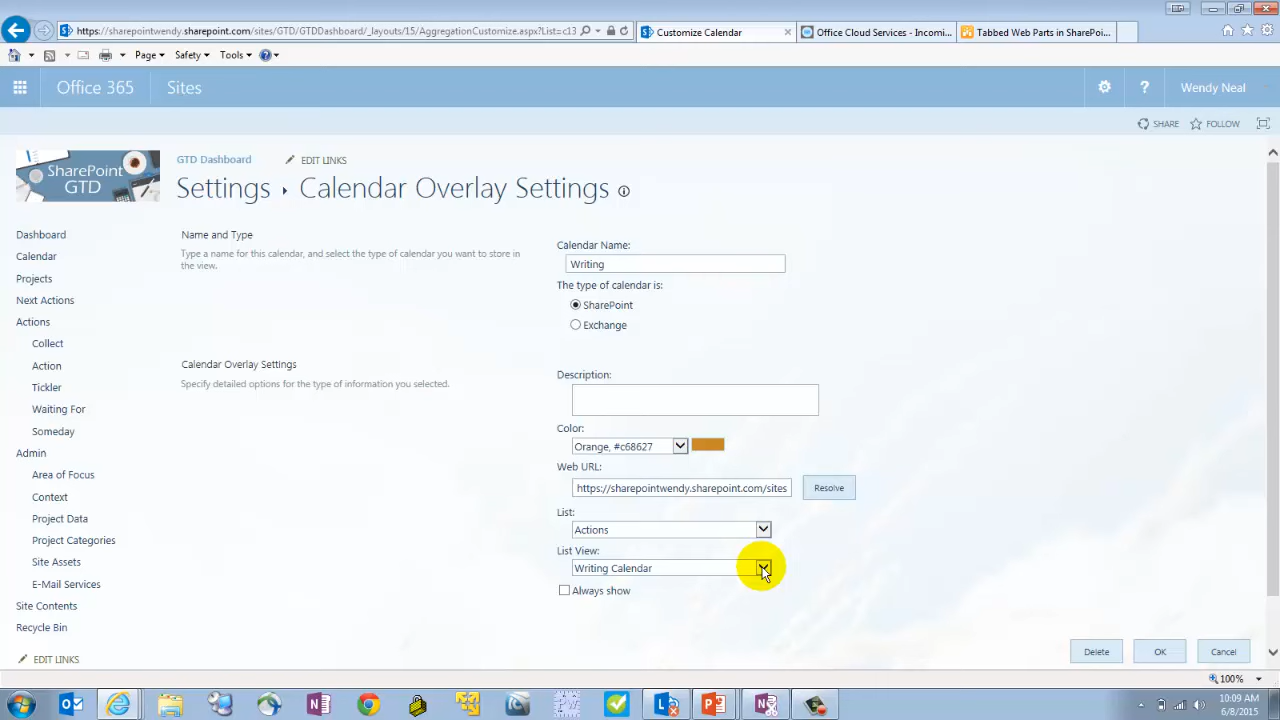 https://sharepointwendy.sharepoint.com/sites/GTD/GTDDashboard/_layouts/15/AggregationCustomize.aspx?List=c13
Customize Calendar
Office Cloud Services - Incomi...
Tabbed Web Parts in SharePoi...
Page
Safety
Tools
Office 365
Sites
?
Wendy Neal
SHARE
FOLLOW
SharePoint
GTD
GTD Dashboard
EDIT LINKS
Settings
Calendar Overlay Settings
Dashboard
Calendar
Projects
Next Actions
Actions
Collect
Action
Tickler
Waiting For
Someday
Admin
Area of Focus
Context
Project Data
Project Categories
Site Assets
E-Mail Services
Site Contents
Recycle Bin
EDIT LINKS
Name and Type
Type a name for this calendar, and select the type of calendar you want to store in
the view.
Calendar Name:
Writing
The type of calendar is:
SharePoint
Exchange
Calendar Overlay Settings
Specify detailed options for the type of information you selected.
Description:
Color:
Orange, #c68627
Web URL:
https://sharepointwendy.sharepoint.com/sites
Resolve
List:
Actions
List View:
Writing Calendar
Always show
Delete
OK
Cancel
100%
10:09 AM
6/8/2015